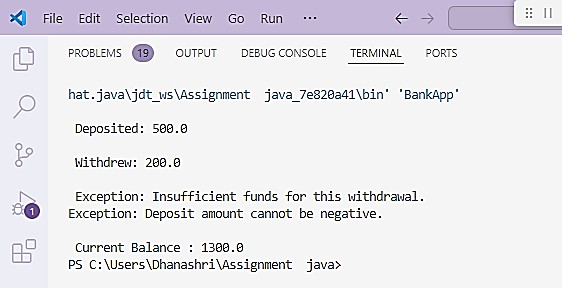 File Edit Selection View Go Run ···
PROBLEMS 19 OUTPUT DEBUG CONSOLE TERMINAL PORTS
hat.java\jdt_ws\Assignment  java_7e820a41\bin' 'BankApp'
Deposited: 500.0
Withdrew: 200.0
Exception: Insufficient funds for this withdrawal.
Exception: Deposit amount cannot be negative.
1
Current Balance : 1300.0
PS C:\Users\Dhanashri\Assignment  java>